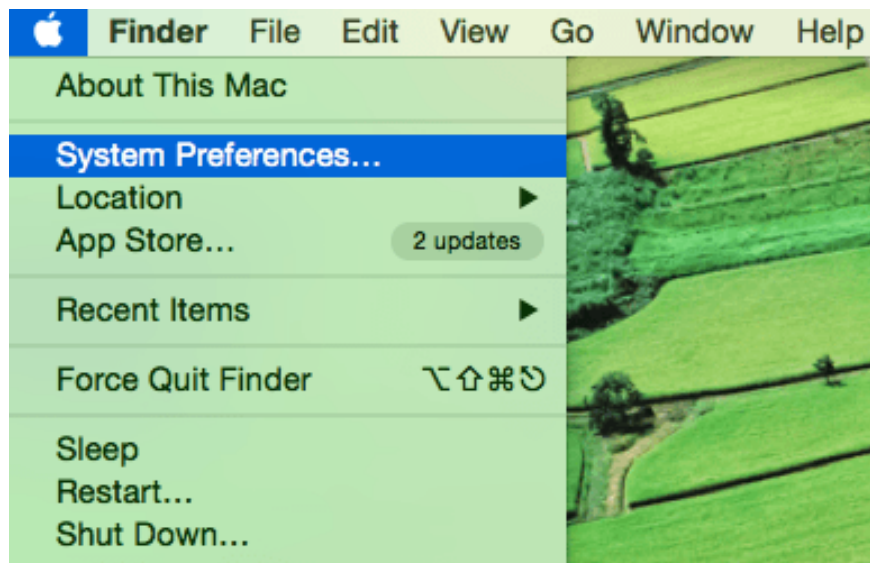 Finder File Edit View Go Window Help
About This Mac
System Preferences...
Location
App Store... 2 updates
Recent Items
Force Quit Finder ⌥⇧⌘⎋
Sleep
Restart...
Shut Down...